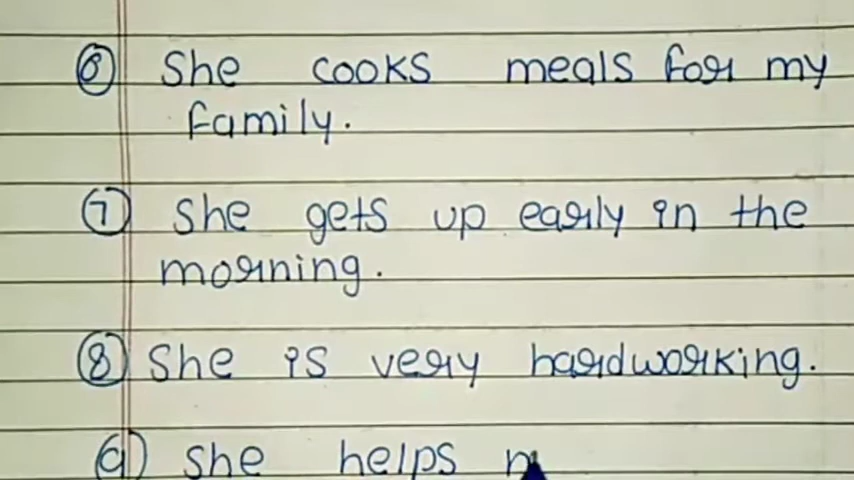 6 She cooks meals for my
family.
7 She gets up early in the
morning.
8 She is very hardworking.
9 She helps